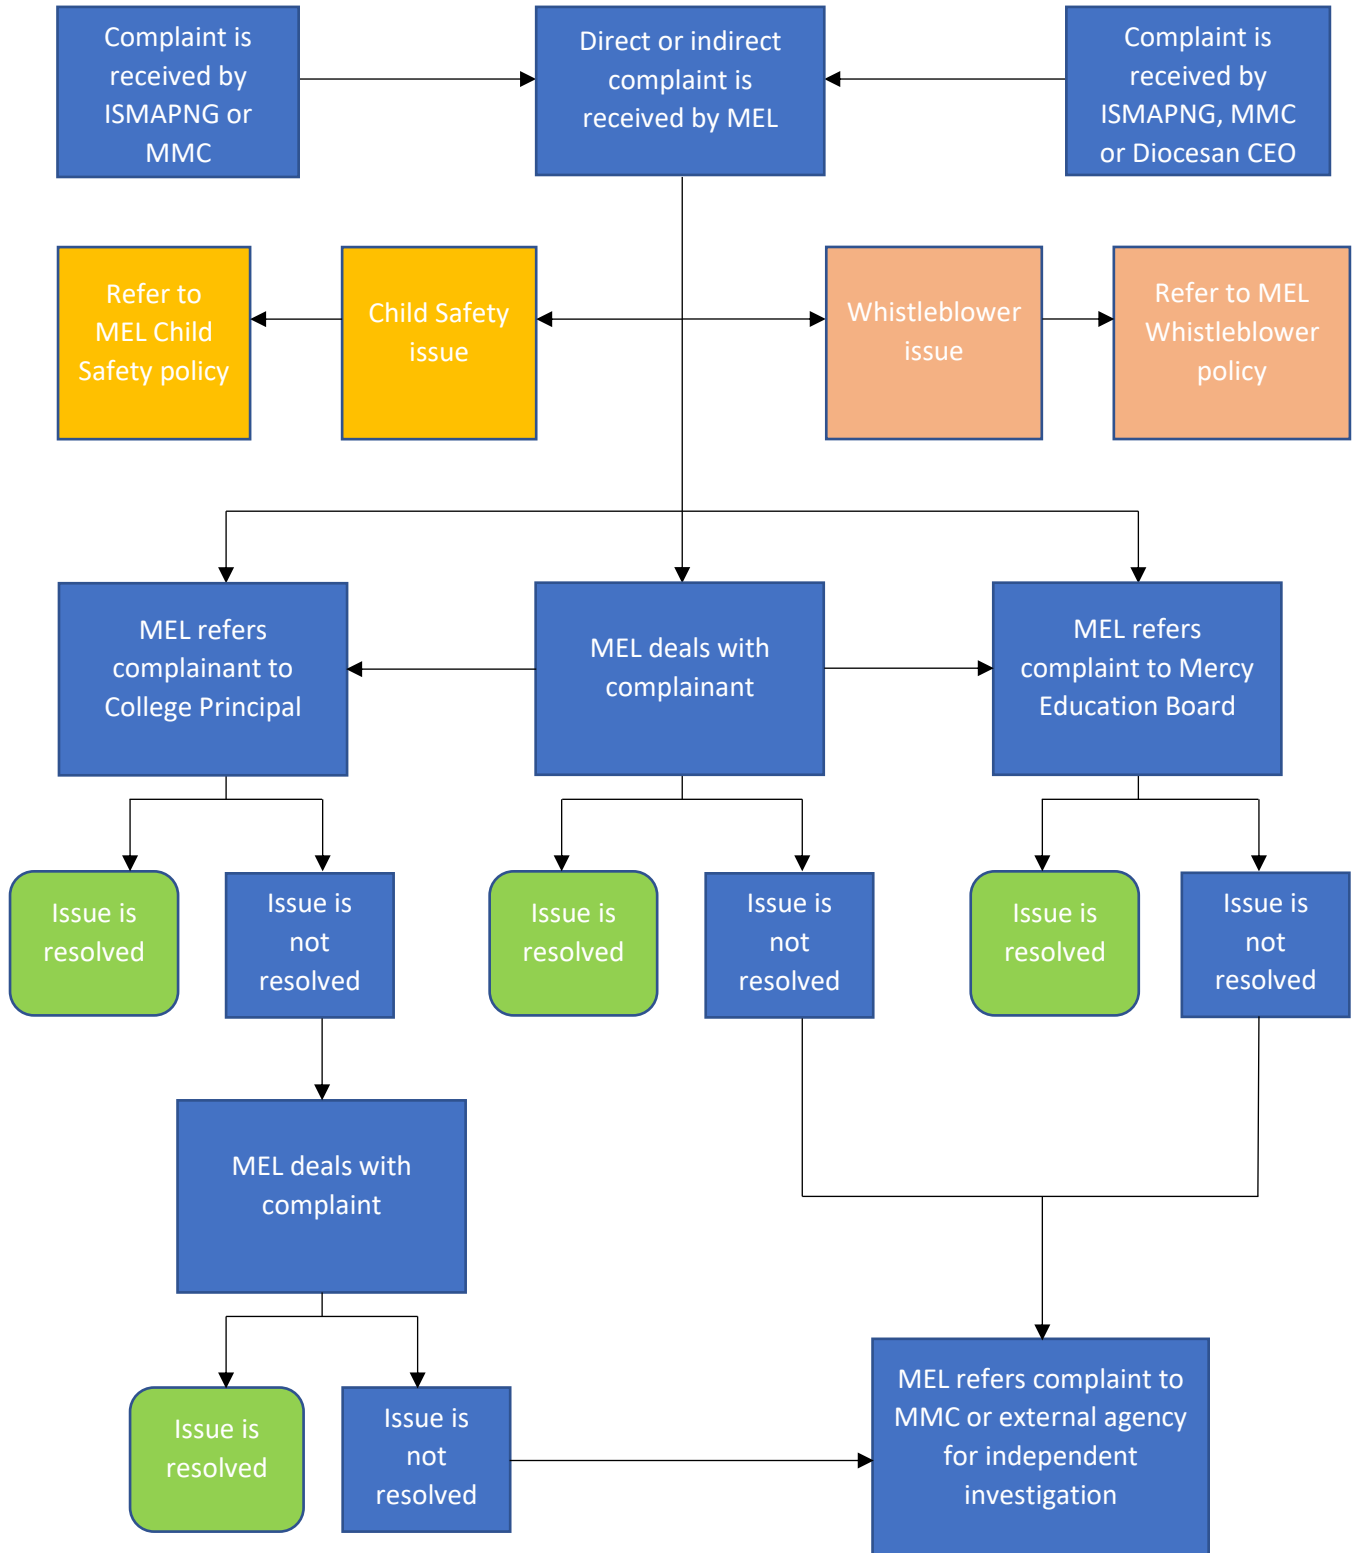 Complaint is
received by
ISMAPNG or
MMC
Direct or indirect
complaint is
received by MEL
Complaint is
received by
ISMAPNG, MMC
or Diocesan CEO
Refer to
MEL Child
Safety policy
Child Safety
issue
Whistleblower
issue
Refer to MEL
Whistleblower
policy
MEL refers
complainant to
College Principal
MEL deals with
complainant
MEL refers
complaint to Mercy
Education Board
Issue is
resolved
Issue is
not
resolved
Issue is
resolved
Issue is
not
resolved
Issue is
resolved
Issue is
not
resolved
MEL deals with
complaint
Issue is
resolved
Issue is
not
resolved
MEL refers complaint to
MMC or external agency
for independent
investigation